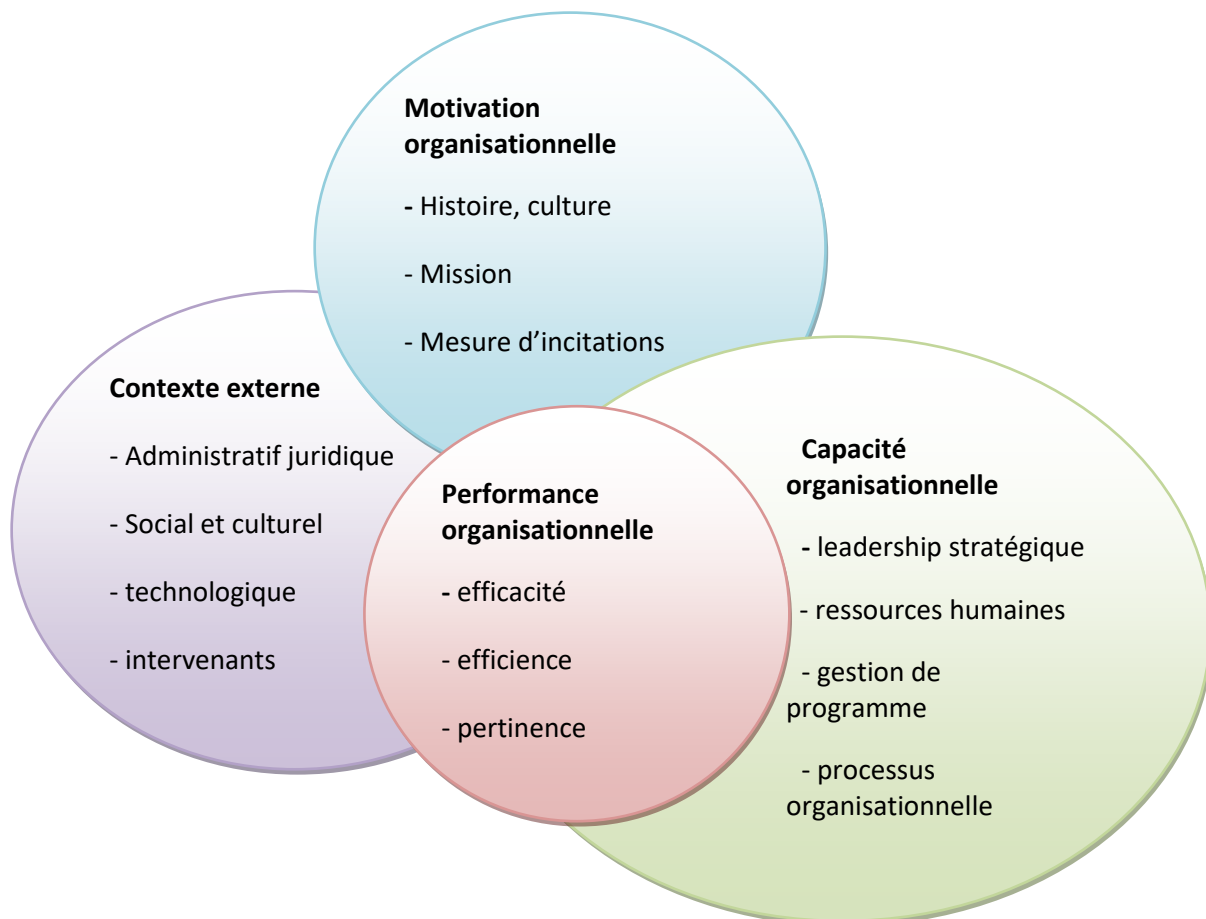 Motivation
organisationnelle
- Histoire, culture
- Mission
- Mesure d’incitations
Contexte externe
- Administratif juridique
- Social et culturel
- technologique
- intervenants
Performance
organisationnelle
- efficacité
- efficience
- pertinence
Capacité
organisationnelle
- leadership stratégique
- ressources humaines
- gestion de
programme
- processus
organisationnelle